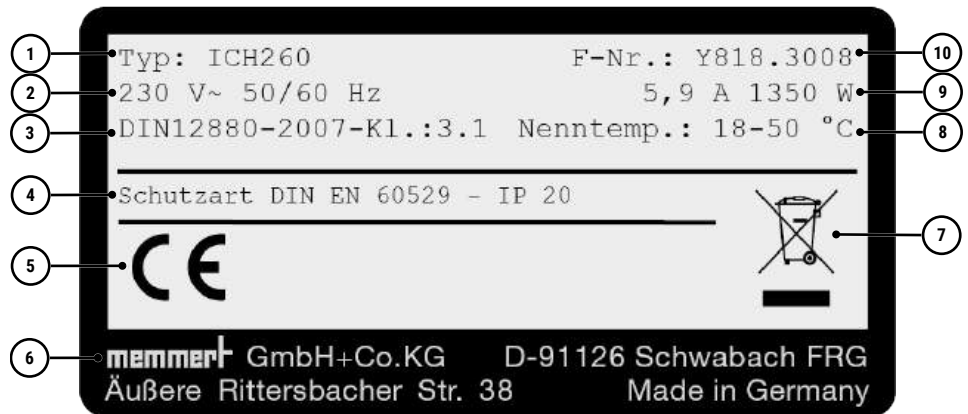 1 Typ: ICH260 F-Nr.: Y818.3008 10
2 230 V~ 50/60 Hz 5,9 A 1350 W 9
3 DIN12880-2007-Kl.:3.1 Nenntemp.: 18-50 °C 8
4 Schutzart DIN EN 60529 - IP 20
5 CE 7
6 memmert GmbH+Co.KG D-91126 Schwabach FRG
Äußere Rittersbacher Str. 38 Made in Germany